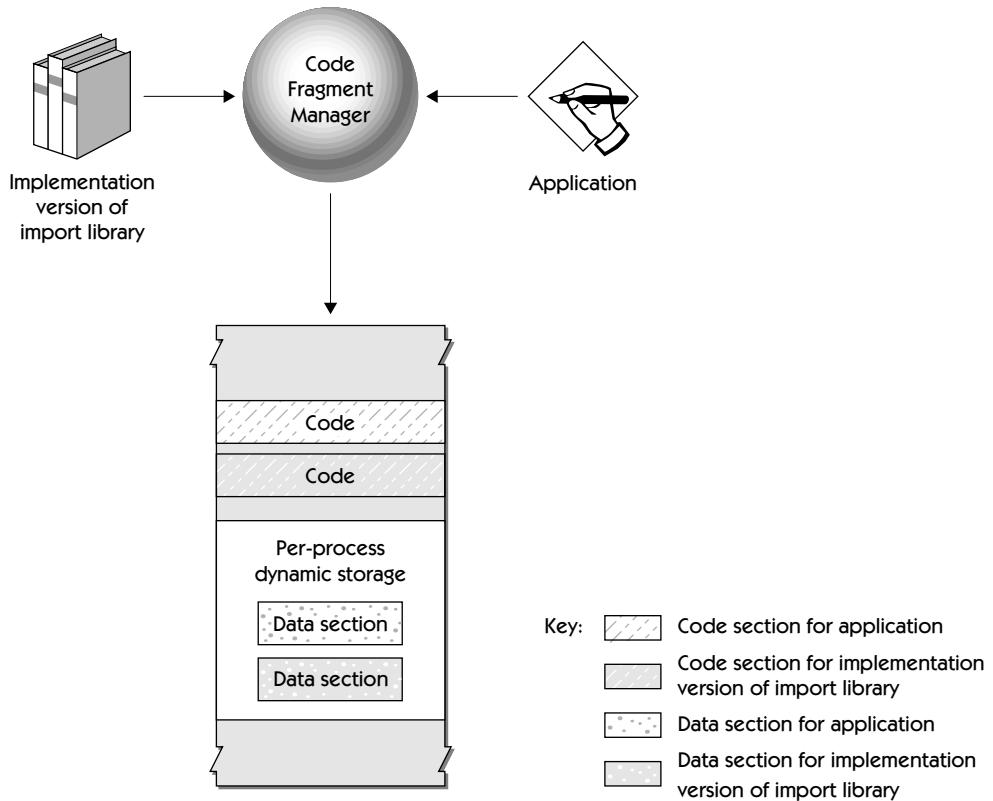 Code
Fragment
Manager
Implementation
version of
import library
Application
Code
Code
Per-process
dynamic storage
Data section
Data section
Key:
Code section for application
Code section for implementation
version of import library
Data section for application
Data section for implementation
version of import library